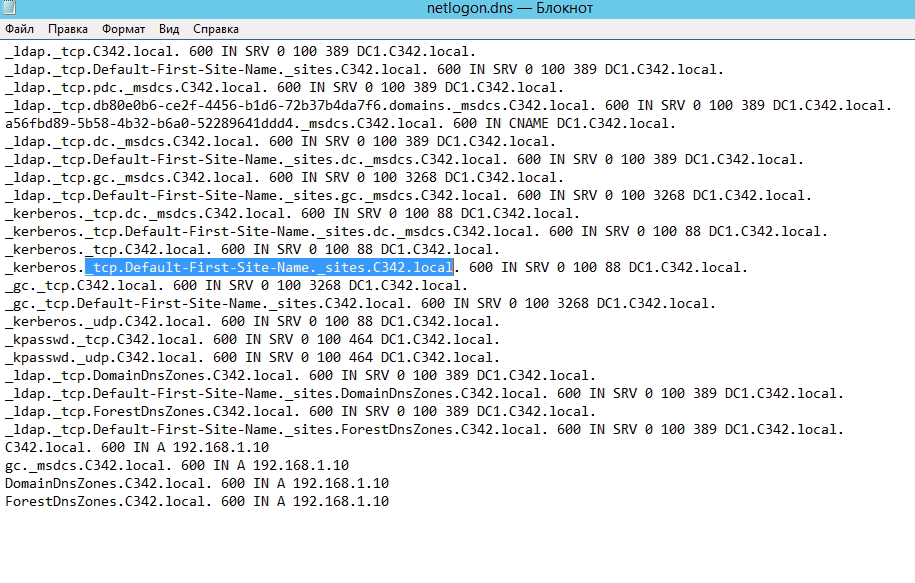 netlogon.dns — Блокнот
Файл Правка Формат Вид Справка
_ldap._tcp.C342.local. 600 IN SRV 0 100 389 DC1.C342.local.
_ldap._tcp.Default-First-Site-Name._sites.C342.local. 600 IN SRV 0 100 389 DC1.C342.local.
_ldap._tcp.pdc._msdcs.C342.local. 600 IN SRV 0 100 389 DC1.C342.local.
_ldap._tcp.db80e0b6-ce2f-4456-b1d6-72b37b4da7f6.domains._msdcs.C342.local. 600 IN SRV 0 100 389 DC1.C342.local.
a56fbd89-5b58-4b32-b6a0-52289641ddd4._msdcs.C342.local. 600 IN CNAME DC1.C342.local.
_ldap._tcp.dc._msdcs.C342.local. 600 IN SRV 0 100 389 DC1.C342.local.
_ldap._tcp.Default-First-Site-Name._sites.dc._msdcs.C342.local. 600 IN SRV 0 100 389 DC1.C342.local.
_ldap._tcp.gc._msdcs.C342.local. 600 IN SRV 0 100 3268 DC1.C342.local.
_ldap._tcp.Default-First-Site-Name._sites.gc._msdcs.C342.local. 600 IN SRV 0 100 3268 DC1.C342.local.
_kerberos._tcp.dc._msdcs.C342.local. 600 IN SRV 0 100 88 DC1.C342.local.
_kerberos._tcp.Default-First-Site-Name._sites.dc._msdcs.C342.local. 600 IN SRV 0 100 88 DC1.C342.local.
_kerberos._tcp.C342.local. 600 IN SRV 0 100 88 DC1.C342.local.
_kerberos._tcp.Default-First-Site-Name._sites.C342.local. 600 IN SRV 0 100 88 DC1.C342.local.
_gc._tcp.C342.local. 600 IN SRV 0 100 3268 DC1.C342.local.
_gc._tcp.Default-First-Site-Name._sites.C342.local. 600 IN SRV 0 100 3268 DC1.C342.local.
_kerberos._udp.C342.local. 600 IN SRV 0 100 88 DC1.C342.local.
_kpasswd._tcp.C342.local. 600 IN SRV 0 100 464 DC1.C342.local.
_kpasswd._udp.C342.local. 600 IN SRV 0 100 464 DC1.C342.local.
_ldap._tcp.DomainDnsZones.C342.local. 600 IN SRV 0 100 389 DC1.C342.local.
_ldap._tcp.Default-First-Site-Name._sites.DomainDnsZones.C342.local. 600 IN SRV 0 100 389 DC1.C342.local.
_ldap._tcp.ForestDnsZones.C342.local. 600 IN SRV 0 100 389 DC1.C342.local.
_ldap._tcp.Default-First-Site-Name._sites.ForestDnsZones.C342.local. 600 IN SRV 0 100 389 DC1.C342.local.
C342.local. 600 IN A 192.168.1.10
gc._msdcs.C342.local. 600 IN A 192.168.1.10
DomainDnsZones.C342.local. 600 IN A 192.168.1.10
ForestDnsZones.C342.local. 600 IN A 192.168.1.10